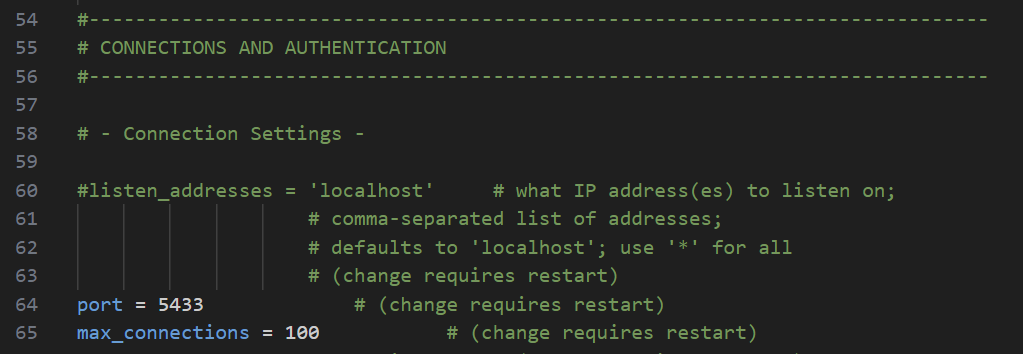 54 #------------------------------------------------------------------------------
55 # CONNECTIONS AND AUTHENTICATION
56 #------------------------------------------------------------------------------
57
58 # - Connection Settings -
59
60 #listen_addresses = 'localhost' # what IP address(es) to listen on;
61 # comma-separated list of addresses;
62 # defaults to 'localhost'; use '*' for all
63 # (change requires restart)
64 port = 5433 # (change requires restart)
65 max_connections = 100 # (change requires restart)